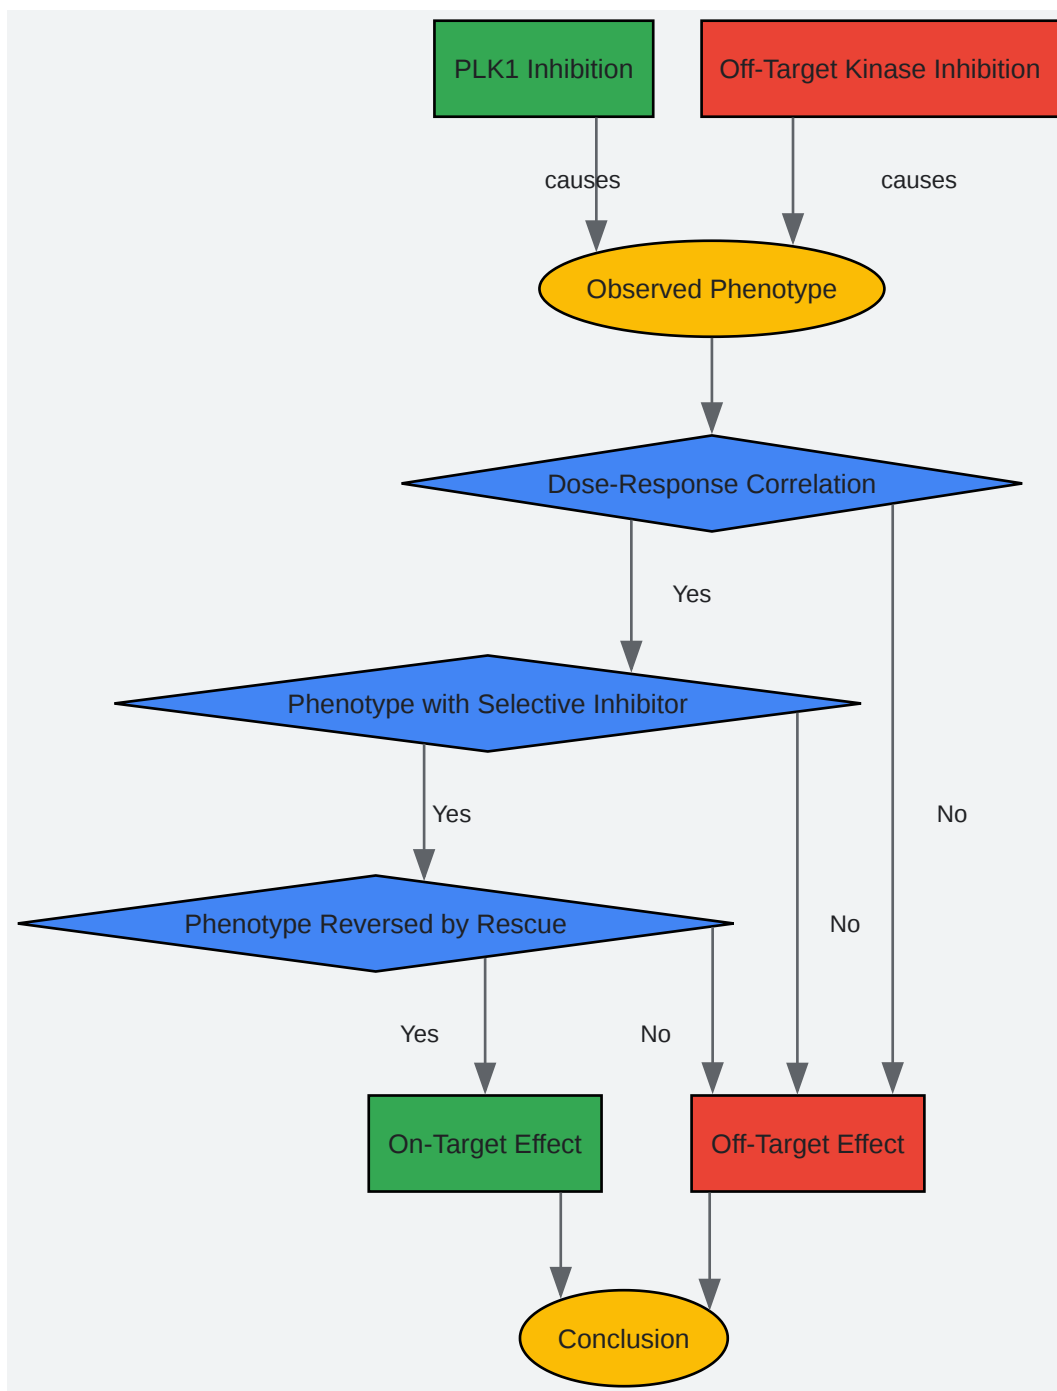 PLK1 Inhibition
Off-Target Kinase Inhibition
causes
causes
Observed Phenotype
Dose-Response Correlation
Yes
Phenotype with Selective Inhibitor
Yes
No
Phenotype Reversed by Rescue
No
Yes
No
On-Target Effect
Off-Target Effect
Conclusion